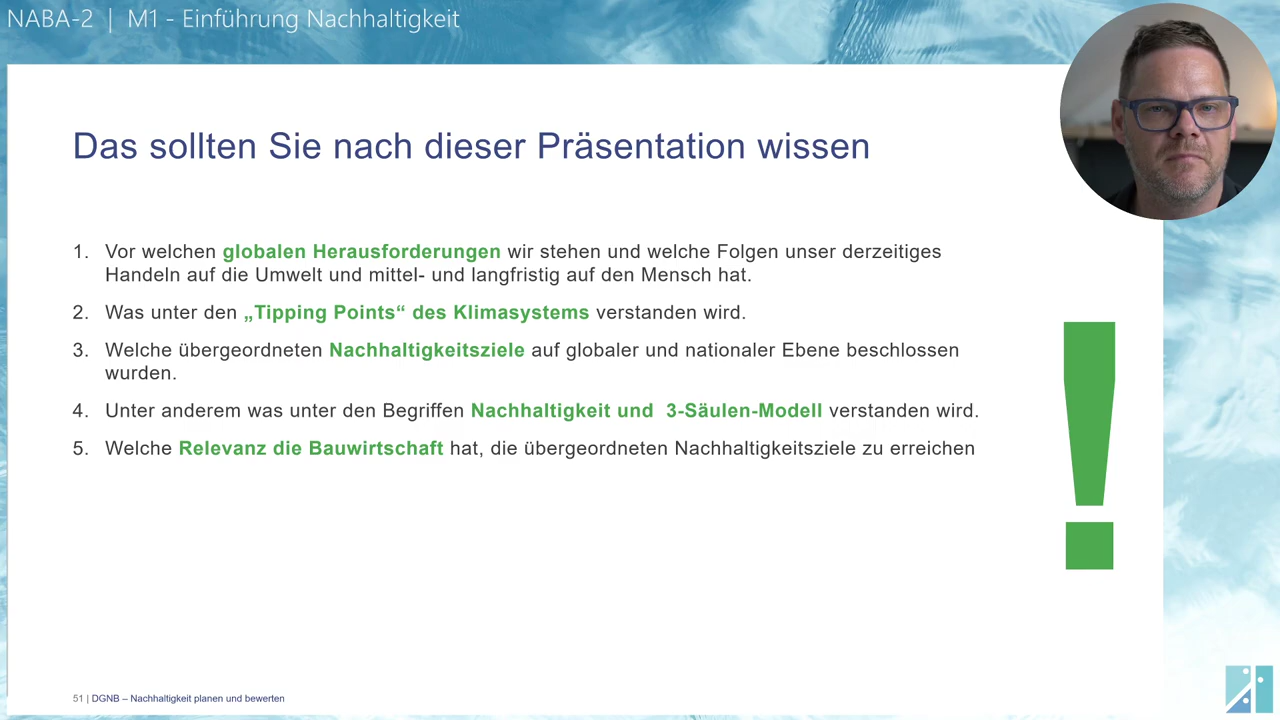 NABA-2 | M1 - Einführung Nachhaltigkeit
Das sollten Sie nach dieser Präsentation wissen
1. Vor welchen globalen Herausforderungen wir stehen und welche Folgen unser derzeitiges
Handeln auf die Umwelt und mittel- und langfristig auf den Mensch hat.
2. Was unter den „Tipping Points“ des Klimasystems verstanden wird.
3. Welche übergeordneten Nachhaltigkeitsziele auf globaler und nationaler Ebene beschlossen
wurden.
4. Unter anderem was unter den Begriffen Nachhaltigkeit und 3-Säulen-Modell verstanden wird.
5. Welche Relevanz die Bauwirtschaft hat, die übergeordneten Nachhaltigkeitsziele zu erreichen
!
51 | DGNB – Nachhaltigkeit planen und bewerten